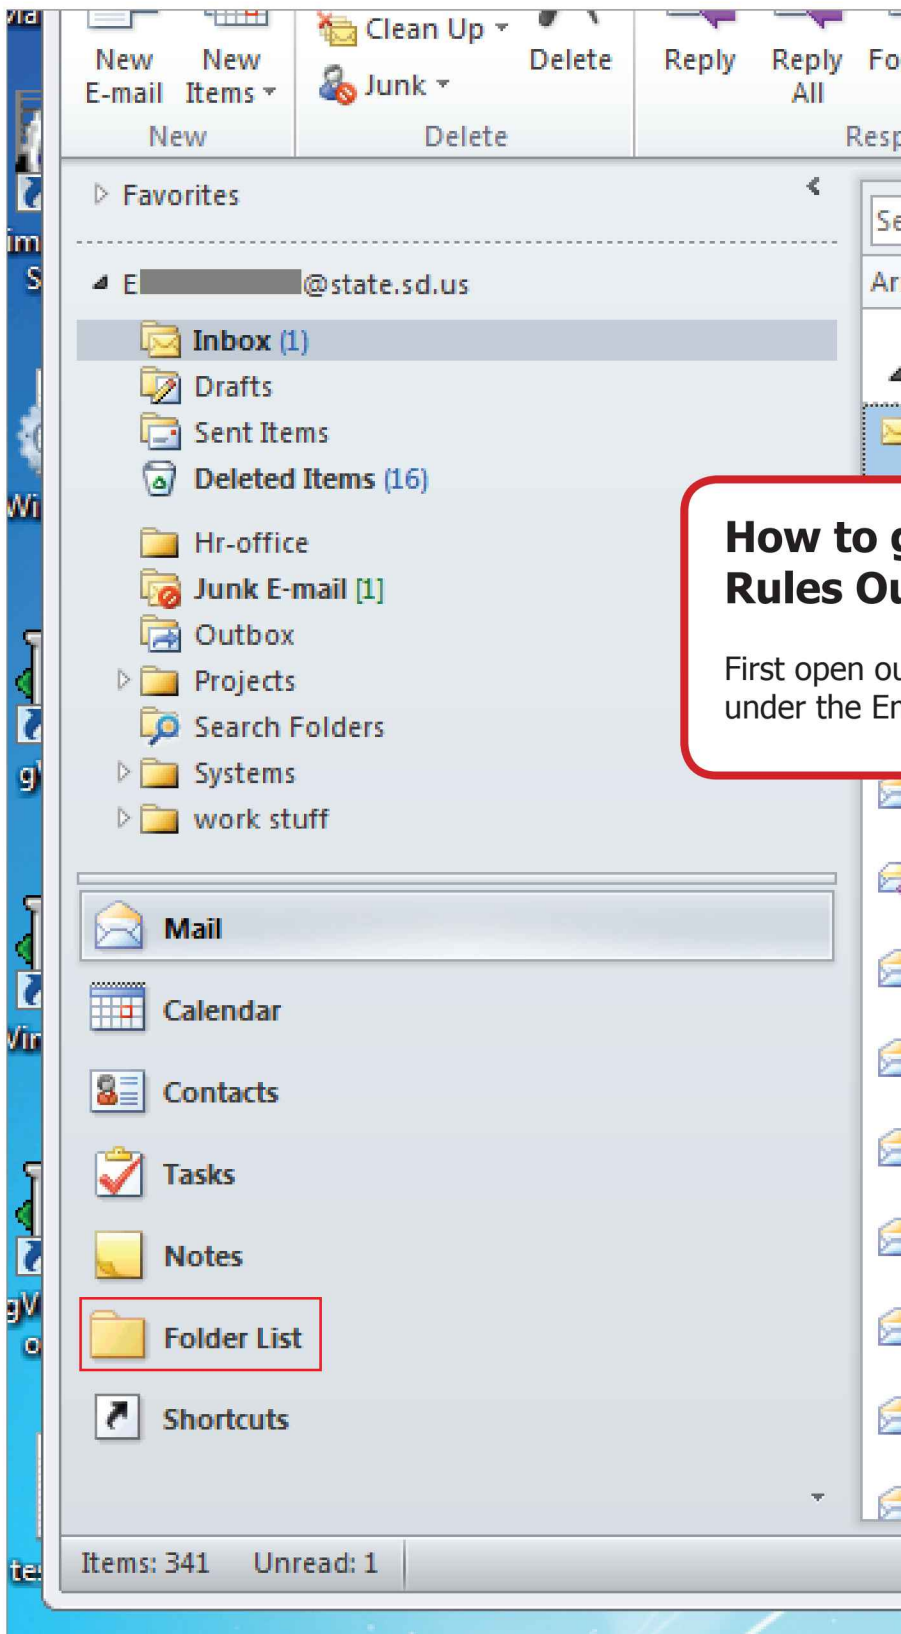 Clean Up
New New Delete Reply Reply
E-mail Items Junk All
New Delete
Favorites
E @state.sd.us
Inbox (1)
Drafts
Sent Items
Deleted Items (16)
Hr-office
Junk E-mail [1]
Outbox
Projects
Search Folders
Systems
work stuff
How to
Rules
First open
under the
Mail
Calendar
Contacts
Tasks
Notes
Folder List
Shortcuts
Items: 341 Unread: 1